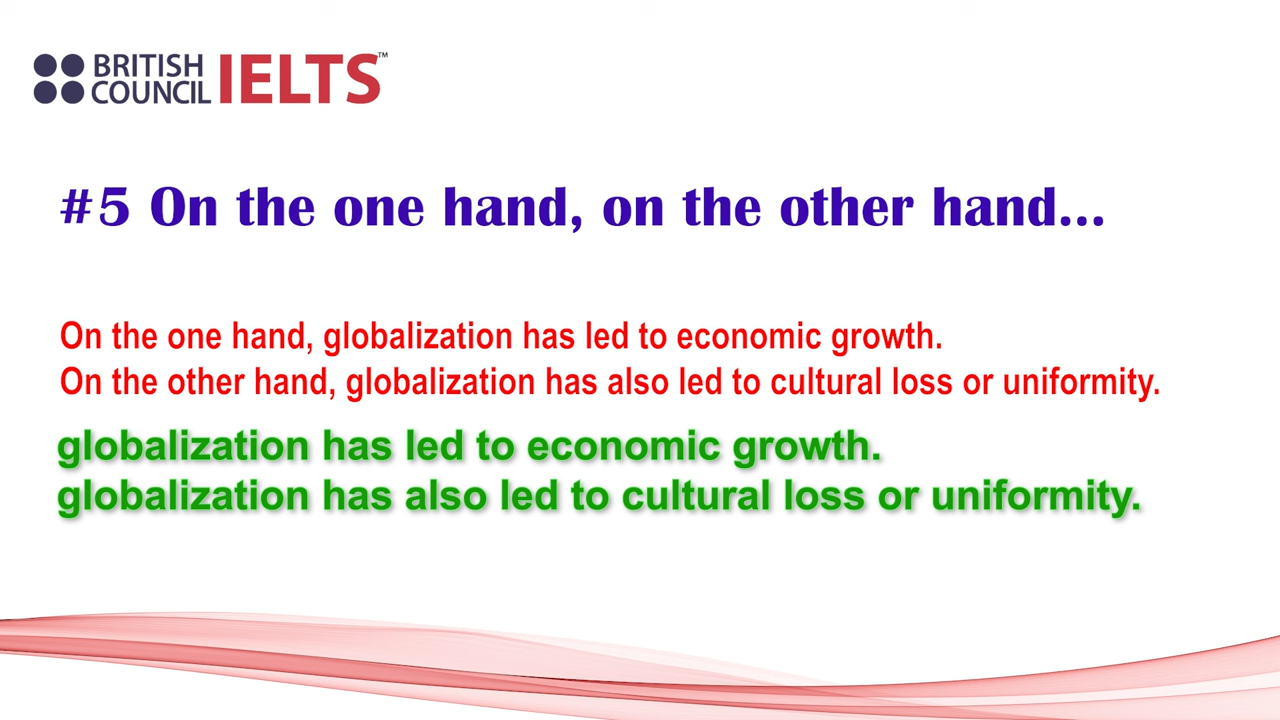 BRITISH COUNCIL IELTS™
#5 On the one hand, on the other hand...
On the one hand, globalization has led to economic growth.
On the other hand, globalization has also led to cultural loss or uniformity.
globalization has led to economic growth.
globalization has also led to cultural loss or uniformity.